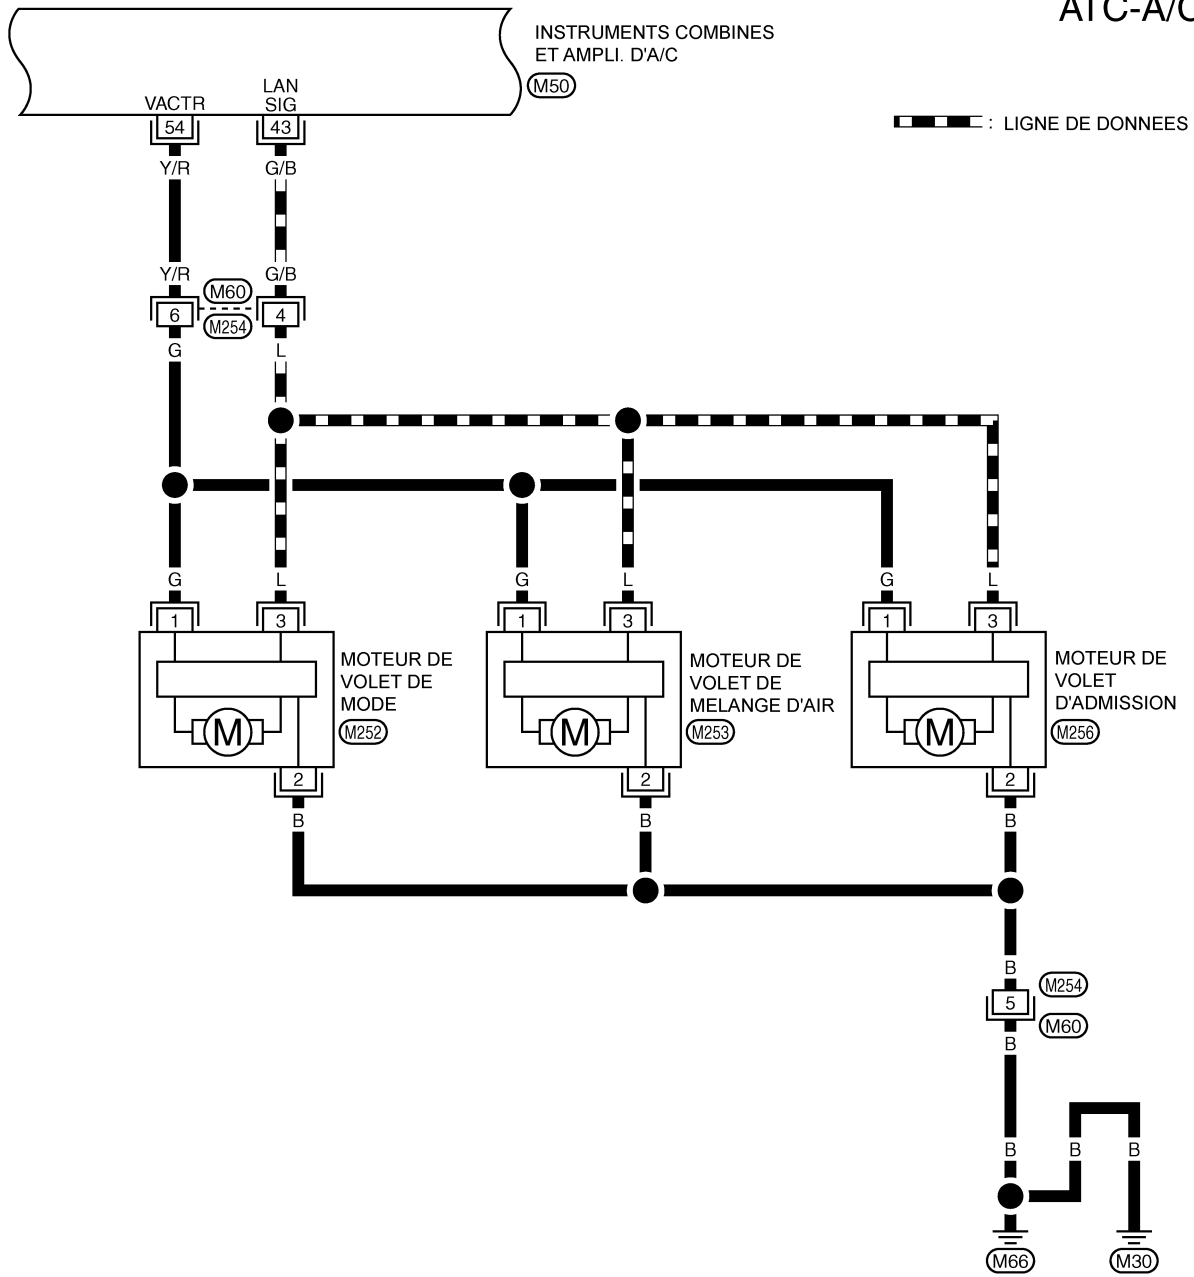 ATC-A/C
INSTRUMENTS COMBINES
ET AMPLI. D'A/C
M50
VACTR
LAN
SIG
54
43
: LIGNE DE DONNEES
Y/R
G/B
Y/R
G/B
M60
6
4
M254
G
L
G
L
G
L
G
L
1
3
1
3
1
3
MOTEUR DE
VOLET DE
MODE
M252
MOTEUR DE
VOLET DE
MELANGE D'AIR
M253
MOTEUR DE
VOLET
D'ADMISSION
M256
M
M
M
2
2
2
B
B
B
B
M254
5
M60
B
B
B
B
M66
M30